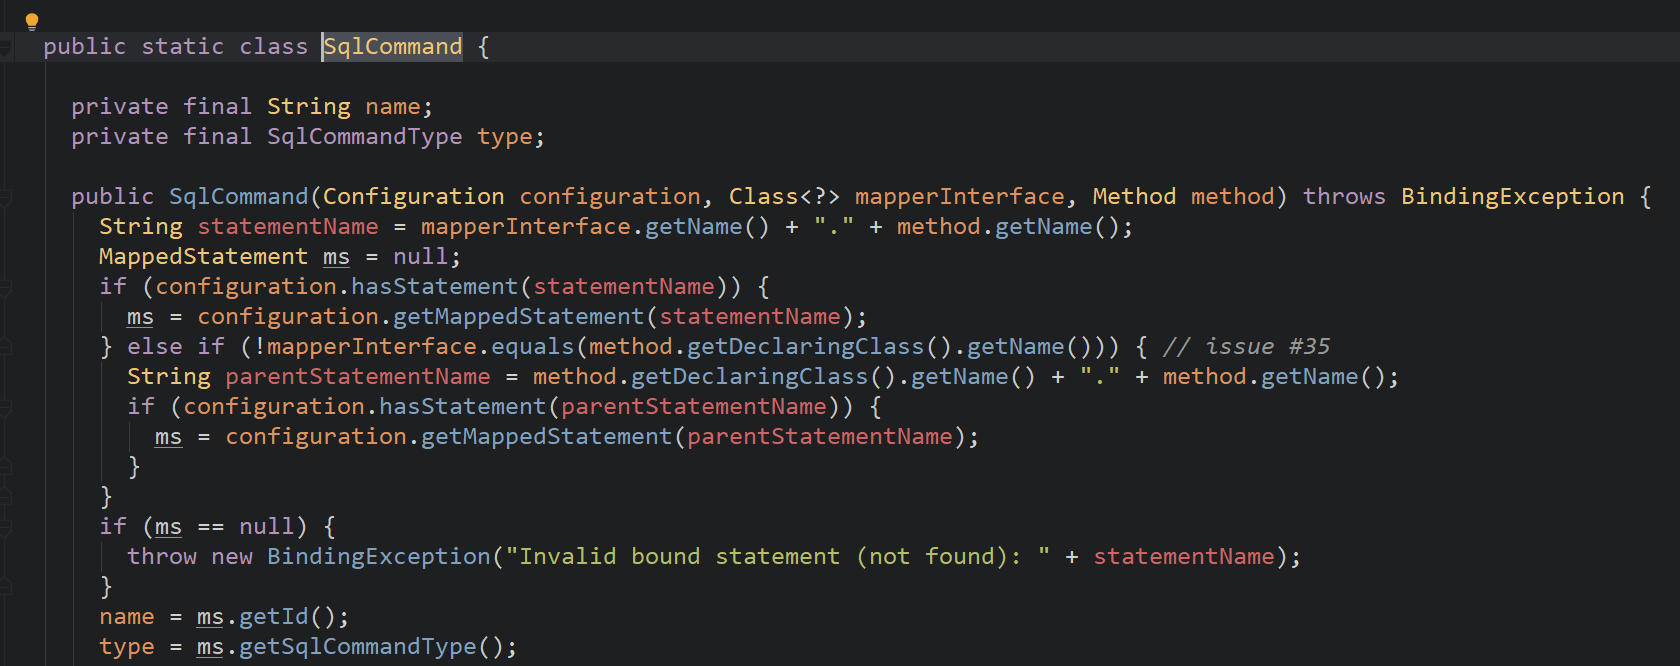 public static class SqlCommand {
private final String name;
private final SqlCommandType type;
public SqlCommand(Configuration configuration, Class<?> mapperInterface, Method method) throws BindingException {
String statementName = mapperInterface.getName() + "." + method.getName();
MappedStatement ms = null;
if (configuration.hasStatement(statementName)) {
ms = configuration.getMappedStatement(statementName);
} else if (!mapperInterface.equals(method.getDeclaringClass().getName())) { // issue #35
String parentStatementName = method.getDeclaringClass().getName() + "." + method.getName();
if (configuration.hasStatement(parentStatementName)) {
ms = configuration.getMappedStatement(parentStatementName);
}
}
if (ms == null) {
throw new BindingException("Invalid bound statement (not found): " + statementName);
}
name = ms.getId();
type = ms.getSqlCommandType();